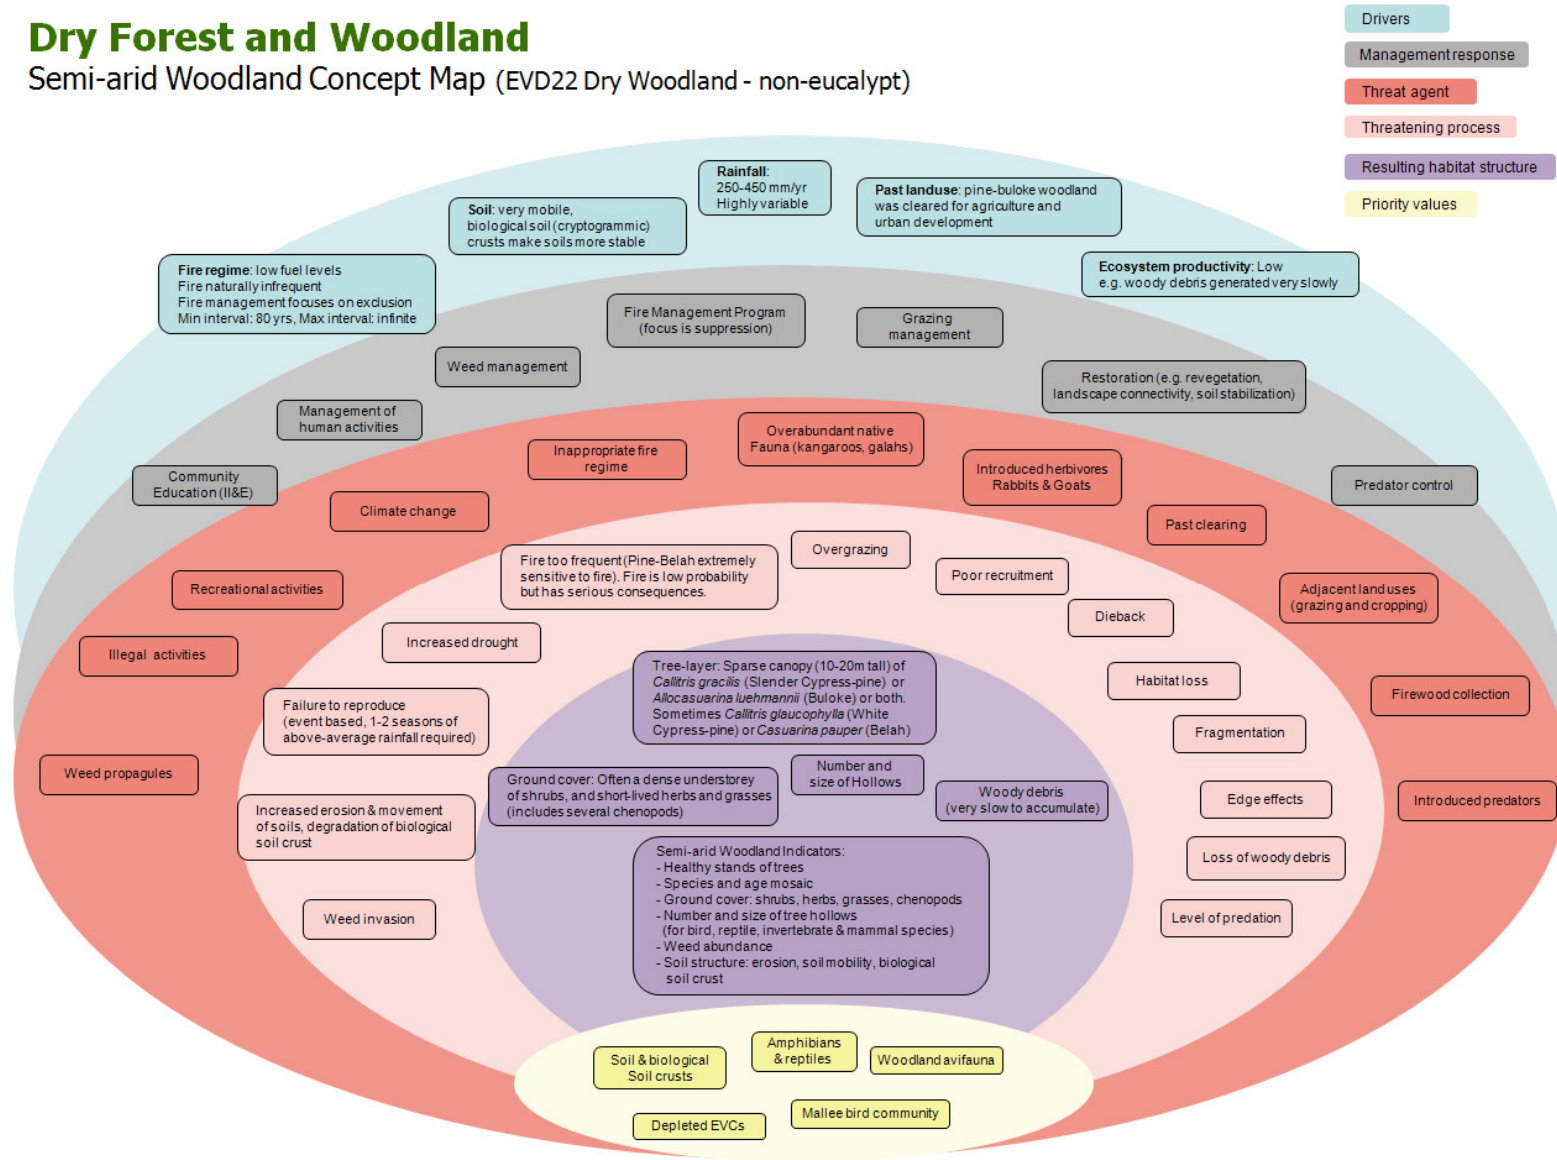 Dry Forest and Woodland
Semi-arid Woodland Concept Map (EVD22 Dry Woodland - non-eucalypt)
Drivers
Management response
Threat agent
Threatening process
Resulting habitat structure
Priority values
Rainfall:
250-450 mm/yr
Highly variable
Past landuse: pine-buloke woodland
was cleared for agriculture and
urban development
Soil: very mobile,
biological soil (cryptogrammic)
crusts make soils more stable
Fire regime: low fuel levels
Fire naturally infrequent
Fire management focuses on exclusion
Min interval: 80 yrs, Max interval: infinite
Ecosystem productivity: Low
e.g. woody debris generated very slowly
Fire Management Program
(focus is suppression)
Grazing
management
Weed management
Restoration (e.g. revegetation,
landscape connectivity, soil stabilization)
Management of
human activities
Community
Education (II&E)
Predator control
Overabundant native
Fauna (kangaroos, galahs)
Inappropriate fire
regime
Introduced herbivores
Rabbits & Goats
Climate change
Past clearing
Recreational activities
Adjacent land uses
(grazing and cropping)
Illegal activities
Firewood collection
Weed propagules
Introduced predators
Fire too frequent (Pine-Belah extremely
sensitive to fire). Fire is low probability
but has serious consequences.
Overgrazing
Poor recruitment
Dieback
Increased drought
Habitat loss
Failure to reproduce
(event based, 1-2 seasons of
above-average rainfall required)
Fragmentation
Increased erosion & movement
of soils, degradation of biological
soil crust
Edge effects
Loss of woody debris
Weed invasion
Level of predation
Tree-layer: Sparse canopy (10-20m tall) of
Callitris gracilis (Slender Cypress-pine) or
Allocasuarina luehmannii (Buloke) or both.
Sometimes Callitris glaucophylla (White
Cypress-pine) or Casuarina pauper (Belah)
Ground cover: Often a dense understorey
of shrubs, and short-lived herbs and grasses
(includes several chenopods)
Number and
size of Hollows
Woody debris
(very slow to accumulate)
Semi-arid Woodland Indicators:
- Healthy stands of trees
- Species and age mosaic
- Ground cover: shrubs, herbs, grasses, chenopods
- Number and size of tree hollows
(for bird, reptile, invertebrate & mammal species)
- Weed abundance
- Soil structure: erosion, soil mobility, biological
soil crust
Soil & biological
Soil crusts
Amphibians
& reptiles
Woodland avifauna
Depleted EVCs
Mallee bird community